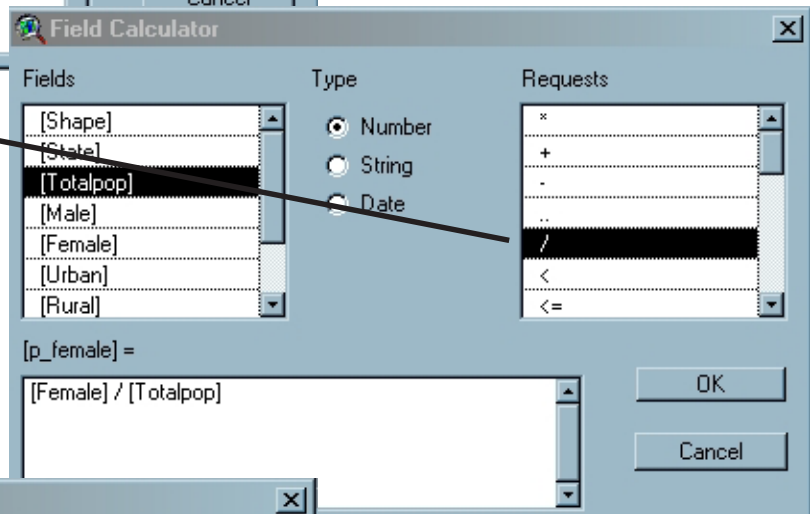 Cancel
Field Calculator
Fields
Type
Requests
[Shape]
[State]
[Totalpop]
[Male]
[Female]
[Urban]
[Rural]
Number
String
Date
*
+
-
..
/
<
<=
[p_female] =
[Female] / [Totalpop]
OK
Cancel